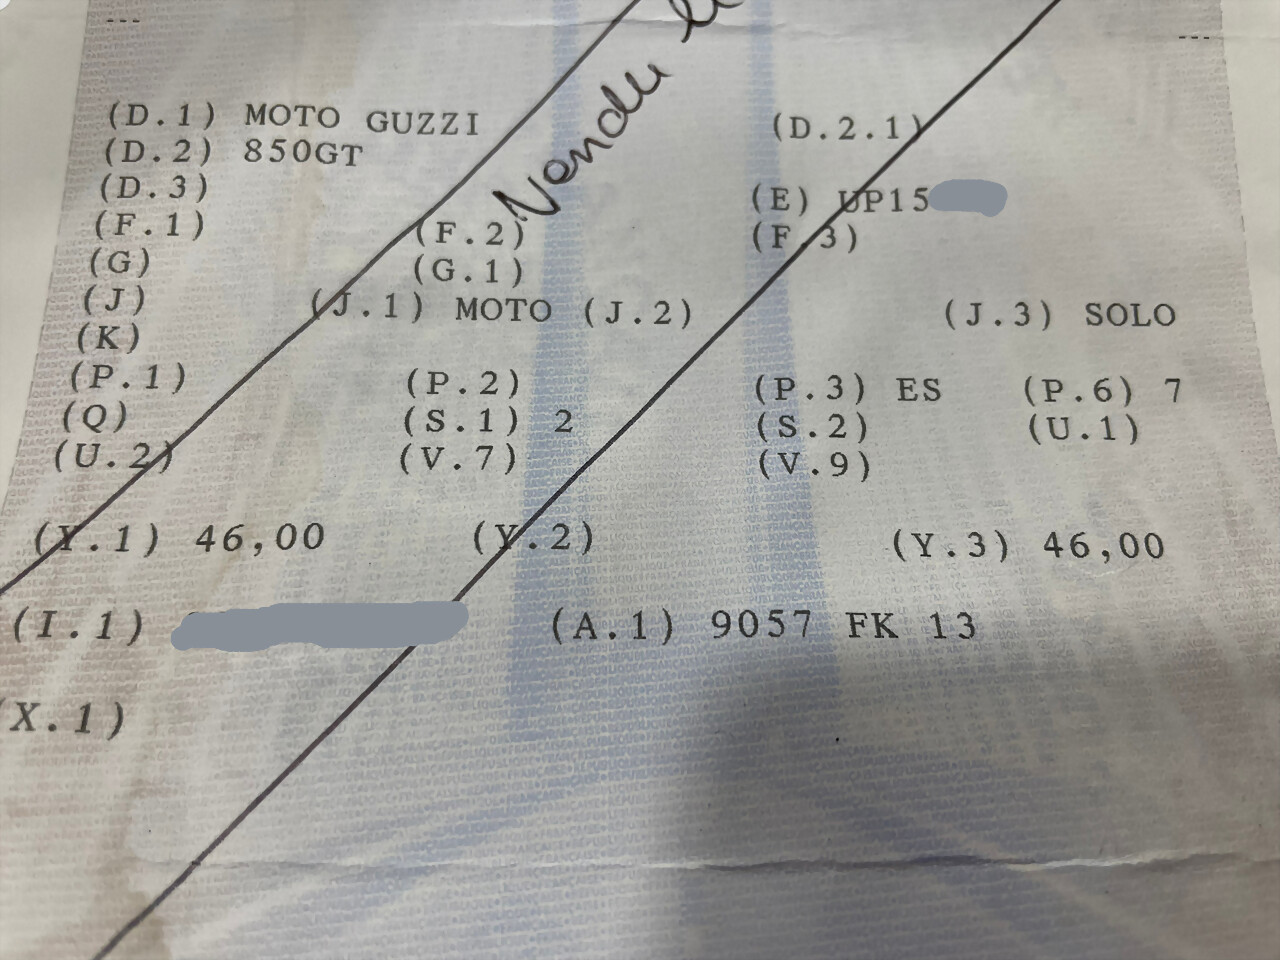 ---
---
Vendu le
(D.1) MOTO GUZZI (D.2.1)
(D.2) 850GT
(D.3) (E) UP15
(F.1) (F.2) (F.3)
(G) (G.1)
(J) (J.1) MOTO (J.2) (J.3) SOLO
(K)
(P.1) (P.2) (P.3) ES (P.6) 7
(Q) (S.1) 2 (S.2) (U.1)
(U.2) (V.7) (V.9)
(Y.1) 46,00 (Y.2) (Y.3) 46,00
(I.1) (A.1) 9057 FK 13
(X.1)